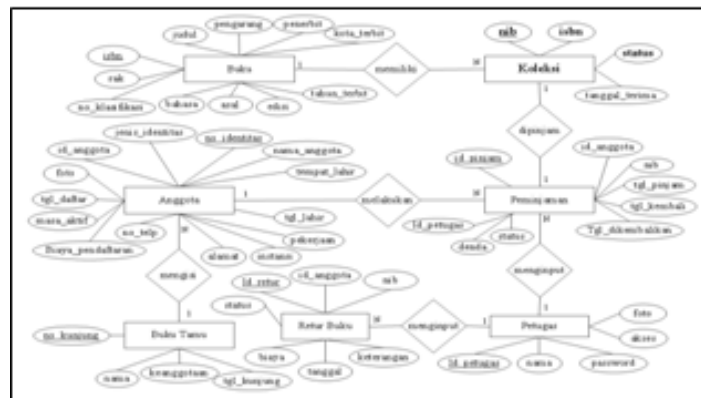 pengarang
penerbit
judul
kota_terbit
isbn
Buku
1
memiliki
N
rak
tahun_terbit
no_klasifikasi
bahasa
asal
edisi
nib
isbn
Koleksi
status
tanggal_terima
1
dipinjam
1
jenis_identitas
no_identitas
id_anggota
nama_anggota
foto
tempat_lahir
tgl_daftar
Anggota
1
melakukan
N
masa_aktif
tgl_lahir
Biaya_pendaftaran
no_telp
pekerjaan
alamat
instansi
id_pinjam
id_anggota
nib
Peminjaman
tgl_pinjam
tgl_kembali
Tgl_dikembalikan
Id_petugas
status
denda
N
menginput
1
N
mengisi
1
no_kunjung
Buku Tamu
nama
keanggotaan
tgl_kunjung
Id_retur
id_anggota
nib
status
Retur Buku
N
menginput
1
biaya
tanggal
keterangan
Petugas
foto
akses
Id_petugas
nama
password